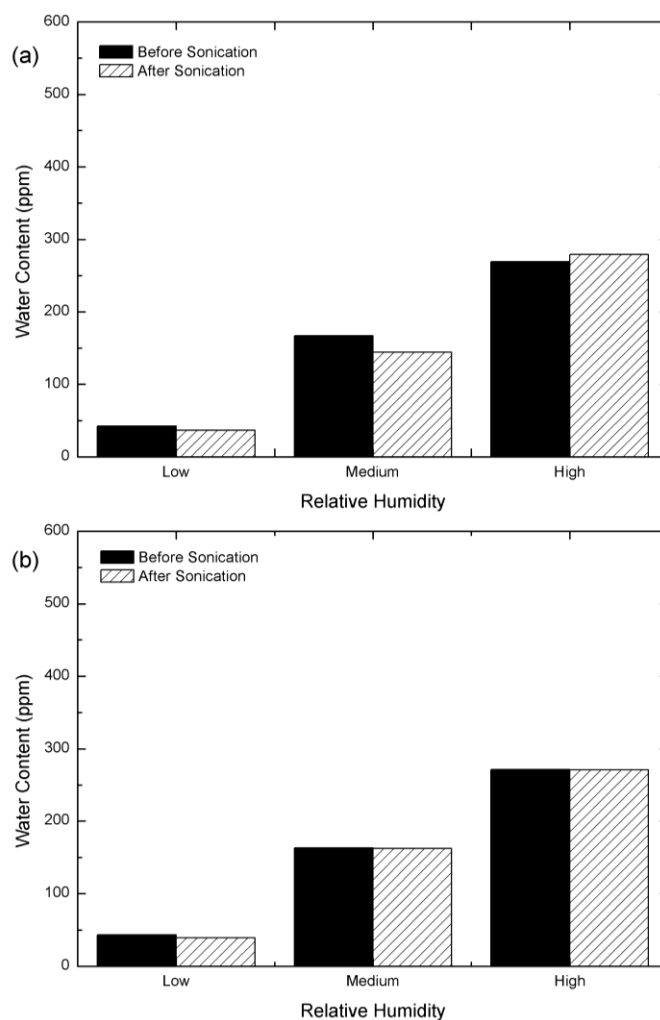 (a)
Before Sonication
After Sonication
600
500
400
300
200
100
0
Water Content (ppm)
Low Medium High
Relative Humidity
(b)
Before Sonication
After Sonication
600
500
400
300
200
100
0
Water Content (ppm)
Low Medium High
Relative Humidity